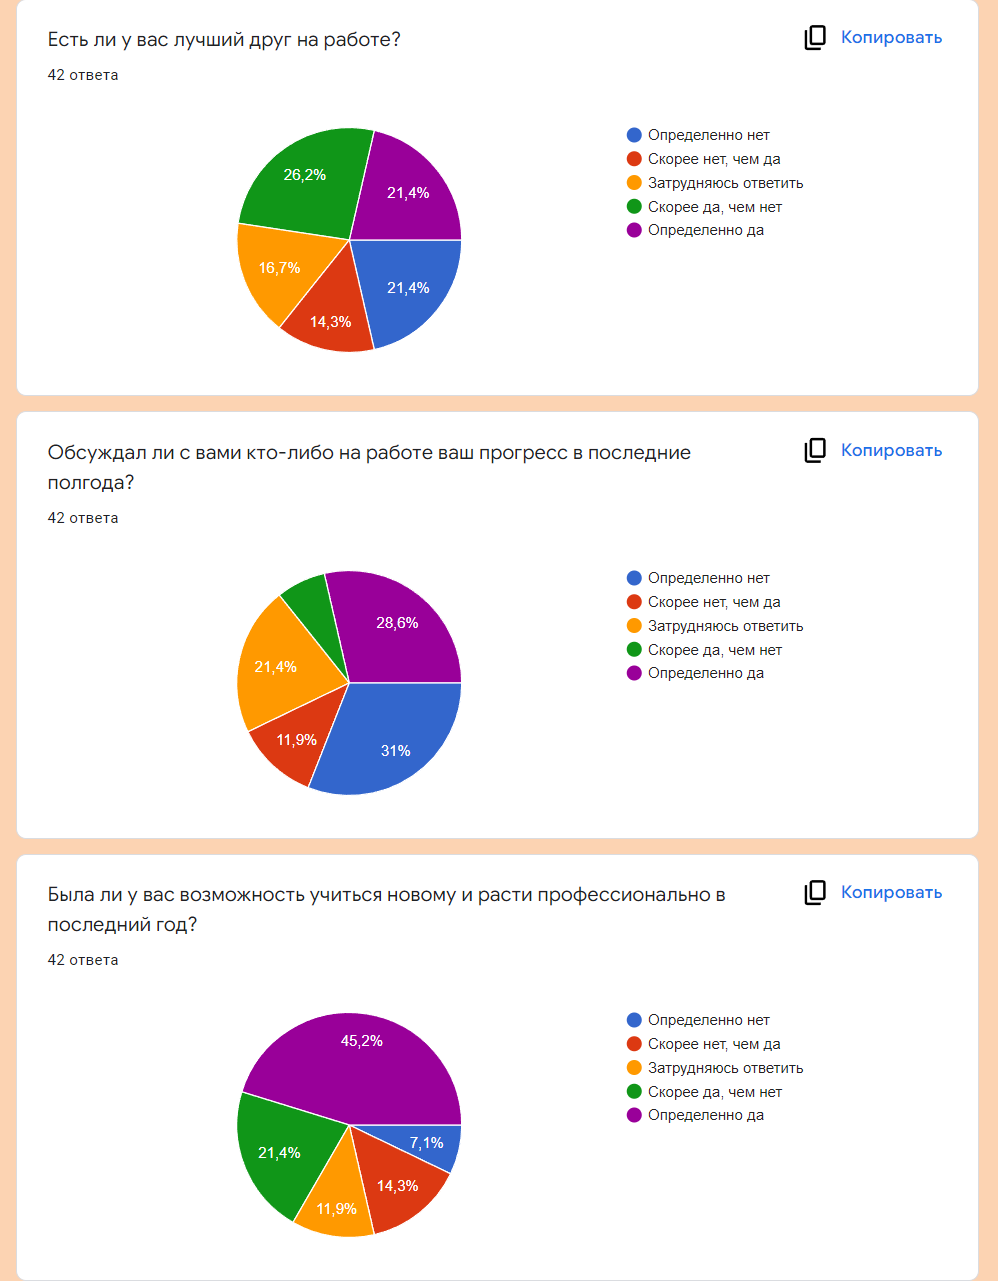 Есть ли у вас лучший друг на работе?
Копировать
42 ответа
26,2%
21,4%
16,7%
14,3%
21,4%
Определенно нет
Скорее нет, чем да
Затрудняюсь ответить
Скорее да, чем нет
Определенно да
Обсуждал ли с вами кто-либо на работе ваш прогресс в последние
полгода?
Копировать
42 ответа
28,6%
21,4%
11,9%
31%
Определенно нет
Скорее нет, чем да
Затрудняюсь ответить
Скорее да, чем нет
Определенно да
Была ли у вас возможность учиться новому и расти профессионально в
последний год?
Копировать
42 ответа
45,2%
7,1%
21,4%
14,3%
11,9%
Определенно нет
Скорее нет, чем да
Затрудняюсь ответить
Скорее да, чем нет
Определенно да